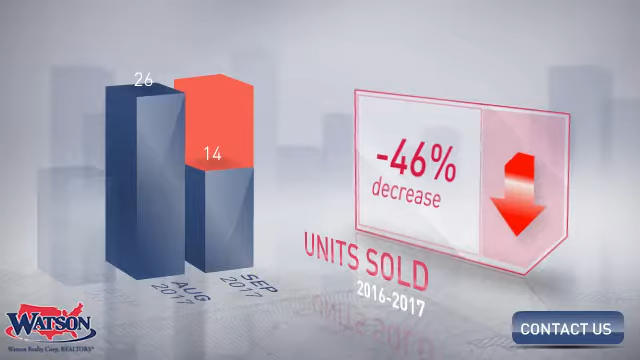 26
14
AUG
2017
SEP
2017
-46%
decrease
UNITS SOLD
2016-2017
WATSON
Watson Realty Corp. REALTORS®
CONTACT US